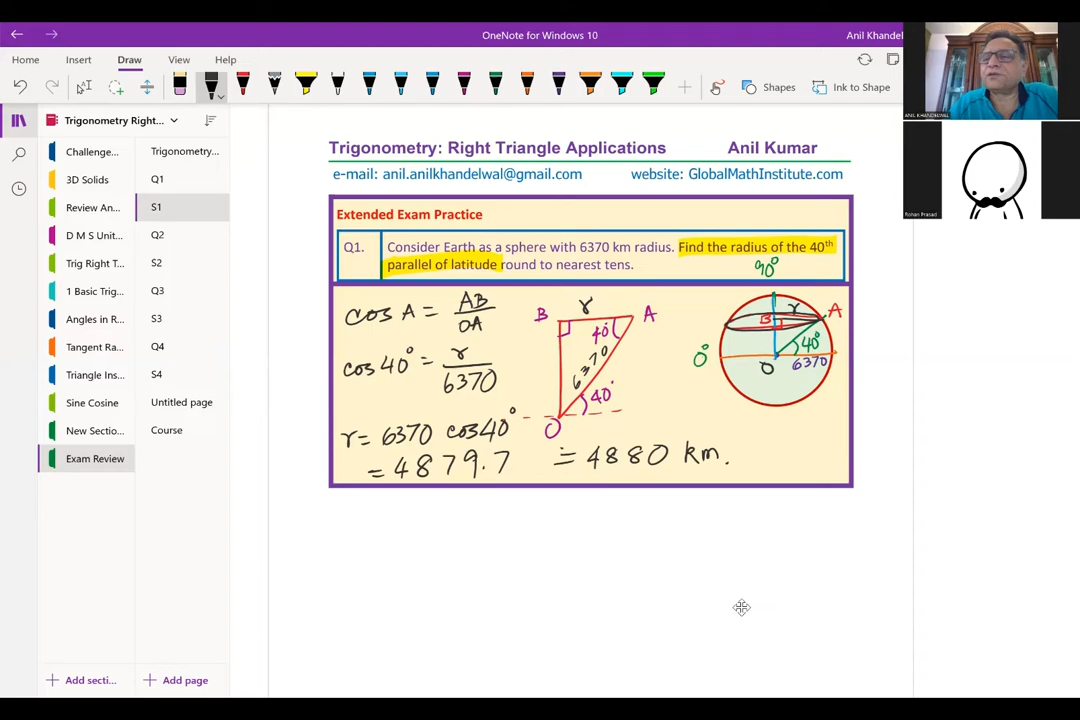 OneNote for Windows 10
Anil Khandel
Home Insert Draw View Help
Shapes Ink to Shape
ANIL KHANDELWAL
Rohan Prasad
Trigonometry Right...
Challenge...
3D Solids
Review An...
D M S Unit...
Trig Right T...
1 Basic Trig...
Angles in R...
Tangent Ra...
Triangle Ins...
Sine Cosine
New Sectio...
Exam Review
Add secti...
Trigonometry...
Q1
S1
Q2
S2
Q3
S3
Q4
S4
Untitled page
Course
Add page
Trigonometry: Right Triangle Applications Anil Kumar
e-mail: anil.anilkhandelwal@gmail.com website: GlobalMathInstitute.com
Extended Exam Practice
Q1. Consider Earth as a sphere with 6370 km radius. Find the radius of the 40th
parallel of latitude round to nearest tens.
cos A = AB/OA
cos 40° = r/6370
r = 6370 cos40°
= 4879.7 ≐ 4880 km.
B r A
40°
6370
40°
O
90°
r A
B
0° 40°
O 6370